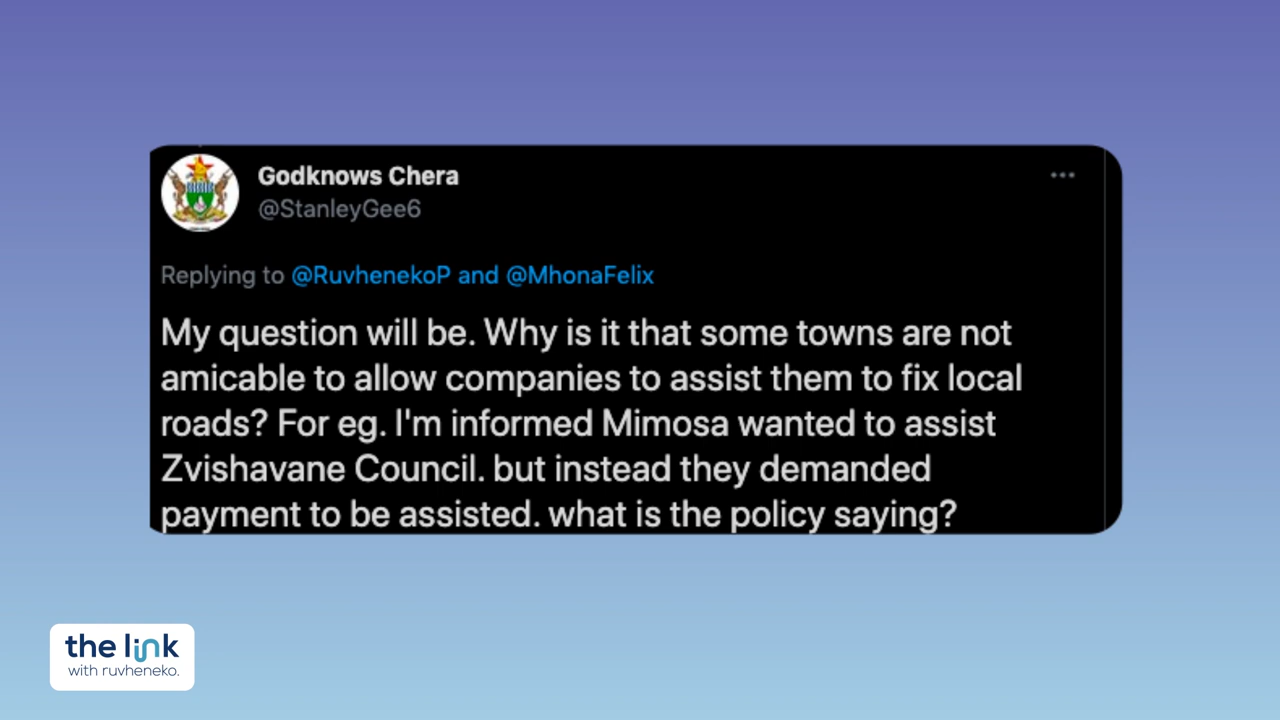 Godknows Chera
@StanleyGee6
Replying to @RuvhenekoP and @MhonaFelix
My question will be. Why is it that some towns are not
amicable to allow companies to assist them to fix local
roads? For eg. I'm informed Mimosa wanted to assist
Zvishavane Council. but instead they demanded
payment to be assisted. what is the policy saying?
the link
with ruvheneko.